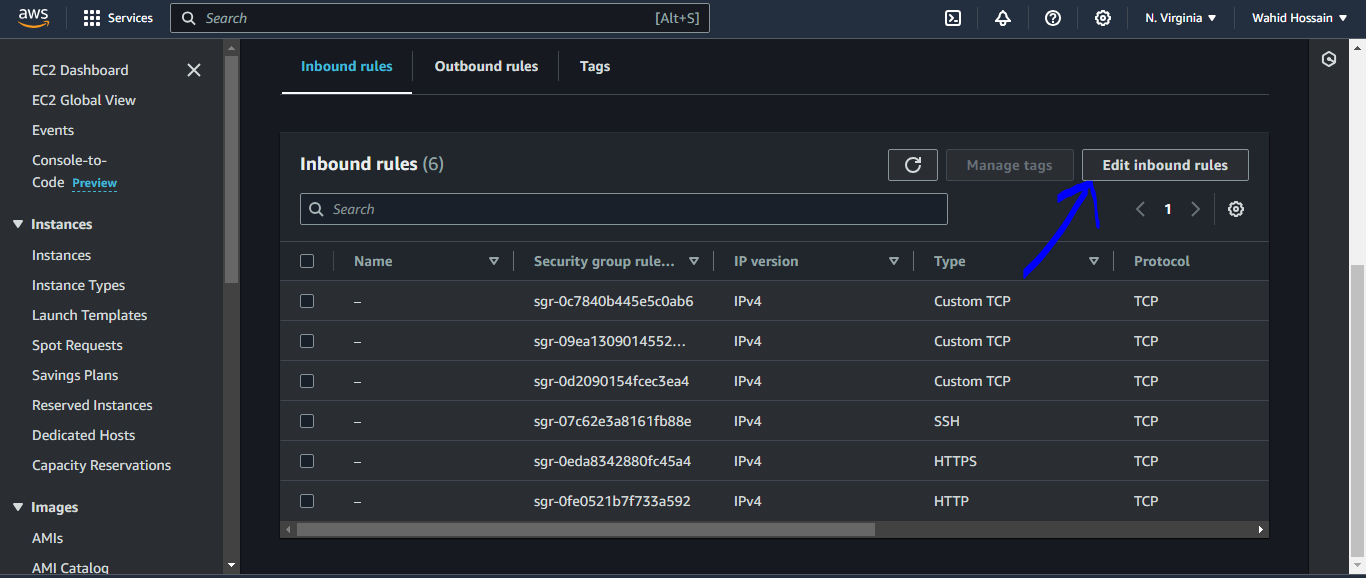 aws Services Search [Alt+S] N. Virginia Wahid Hossain
EC2 Dashboard
EC2 Global View
Events
Console-to-
Code Preview
Instances
Instances
Instance Types
Launch Templates
Spot Requests
Savings Plans
Reserved Instances
Dedicated Hosts
Capacity Reservations
Images
AMIs
AMI Catalog
Inbound rules Outbound rules Tags
Inbound rules (6) Manage tags Edit inbound rules
Search 1
Name Security group rule... IP version Type Protocol
– sgr-0c7840b445e5c0ab6 IPv4 Custom TCP TCP
– sgr-09ea1309014552... IPv4 Custom TCP TCP
– sgr-0d2090154fcec3ea4 IPv4 Custom TCP TCP
– sgr-07c62e3a8161fb88e IPv4 SSH TCP
– sgr-0eda8342880fc45a4 IPv4 HTTPS TCP
– sgr-0fe0521b7f733a592 IPv4 HTTP TCP